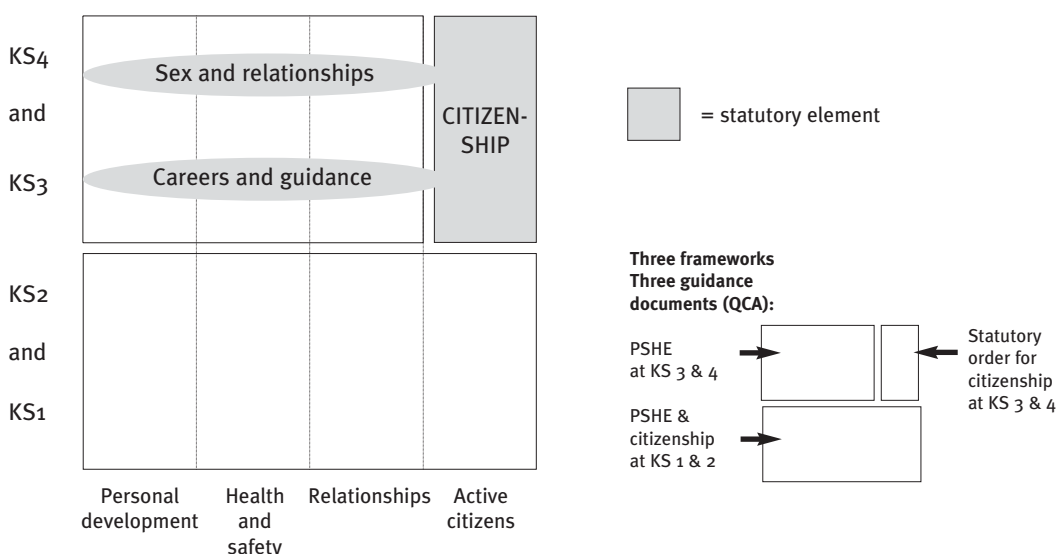 KS4
and
KS3
Sex and relationships
Careers and guidance
CITIZEN-
SHIP
KS2
and
KS1
Personal
development
Health
and
safety
Relationships
Active
citizens
= statutory element
Three frameworks
Three guidance
documents (QCA):
PSHE
at KS 3 & 4
Statutory
order for
citizenship
at KS 3 & 4
PSHE &
citizenship
at KS 1 & 2